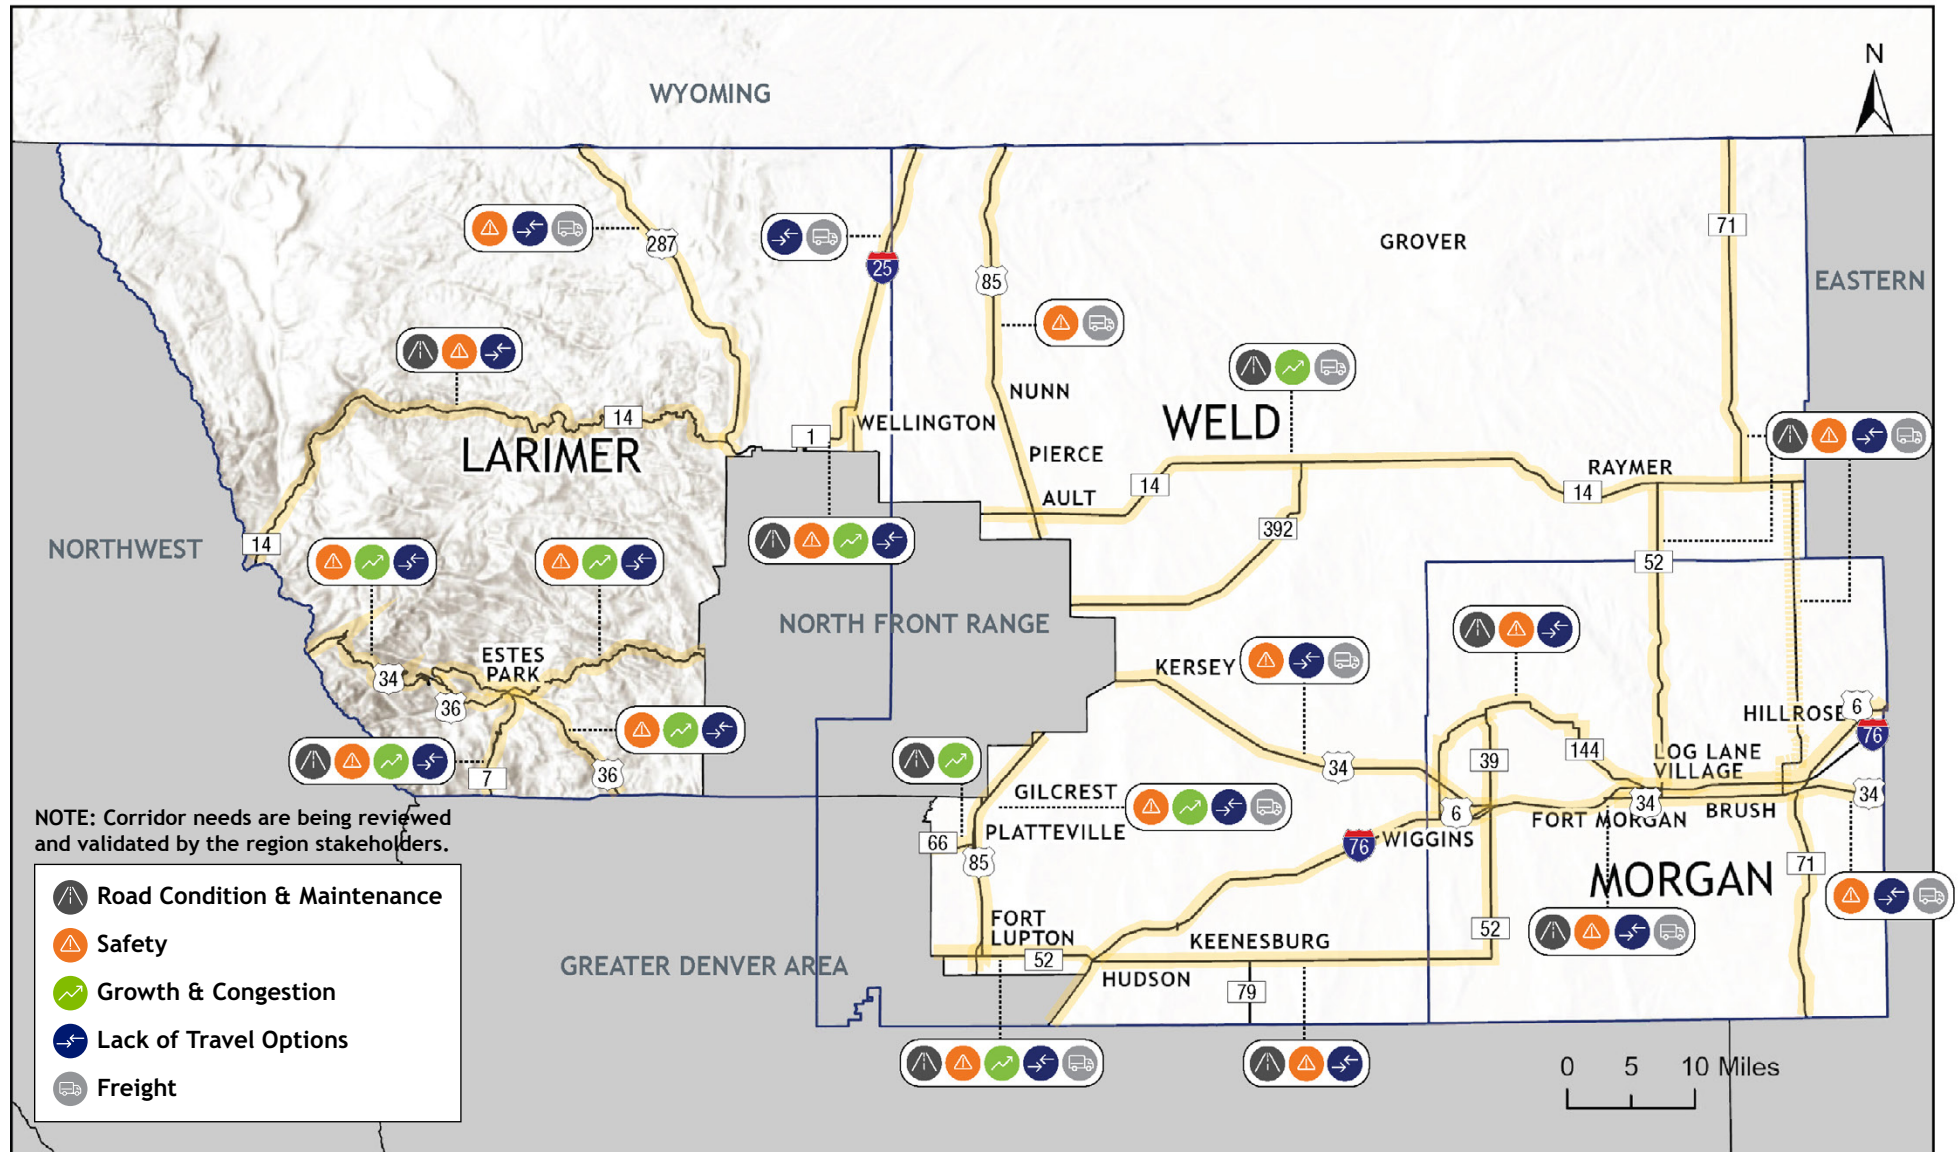 N
WYOMING
71
GROVER
287
25
85
EASTERN
NUNN
WELD
WELLINGTON
14
1
LARIMER
PIERCE
RAYMER
AULT
14
14
392
14
NORTHWEST
52
NORTH FRONT RANGE
ESTES
PARK
KERSEY
34
36
HILLROSE
6
76
144
39
LOG LANE
VILLAGE
34
36
7
GILCREST
34
34
BRUSH
6
FORT MORGAN
PLATTEVILLE
WIGGINS
76
66
85
71
MORGAN
NOTE: Corridor needs are being reviewed
and validated by the region stakeholders.
Road Condition & Maintenance
Safety
Growth & Congestion
Lack of Travel Options
Freight
FORT
LUPTON
52
KEENESBURG
52
GREATER DENVER AREA
HUDSON
79
0 5 10 Miles